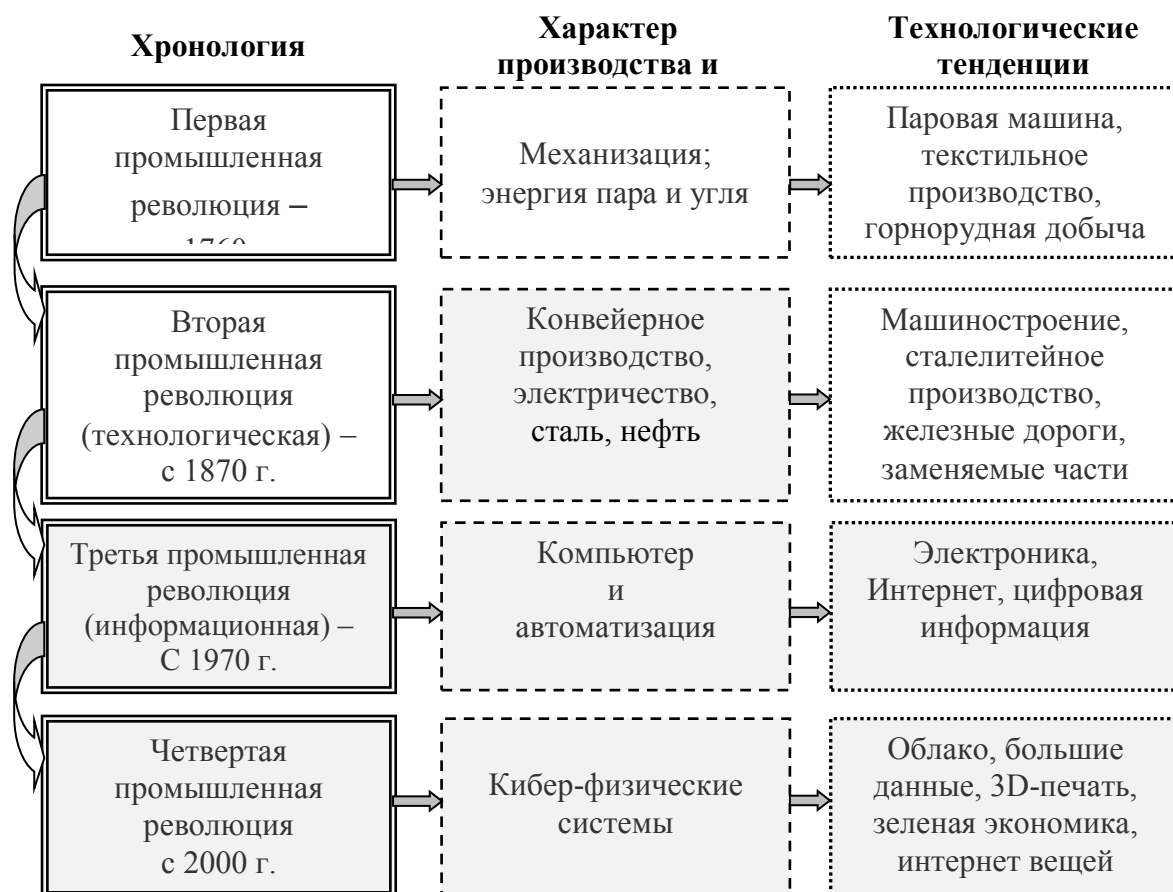 Хронология
Характер
производства и
Технологические
тенденции
Первая
промышленная
революция –
Механизация;
энергия пара и угля
Паровая машина,
текстильное
производство,
горнорудная добыча
Вторая
промышленная
революция
(технологическая) –
с 1870 г.
Конвейерное
производство,
электричество,
сталь, нефть
Машиностроение,
сталелитейное
производство,
железные дороги,
заменяемые части
Третья промышленная
революция
(информационная) –
С 1970 г.
Компьютер
и
автоматизация
Электроника,
Интернет, цифровая
информация
Четвертая
промышленная
революция
с 2000 г.
Кибер-физические
системы
Облако, большие
данные, 3D-печать,
зеленая экономика,
интернет вещей